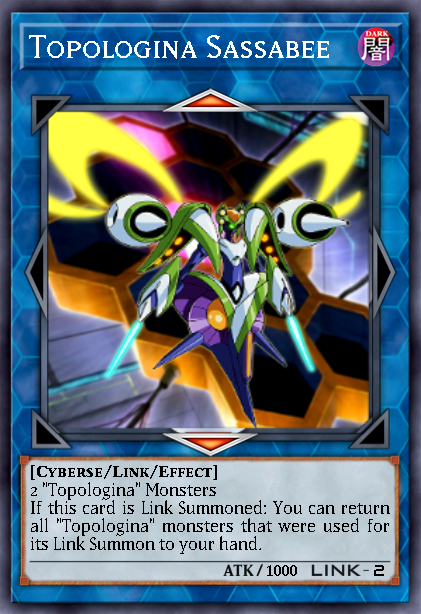 Topologina Sassabee
DARK
闇
[Cyberse/Link/Effect]
2 "Topologina" Monsters
If this card is Link Summoned: You can return
all "Topologina" monsters that were used for
its Link Summon to your hand.
ATK/1000 LINK-2